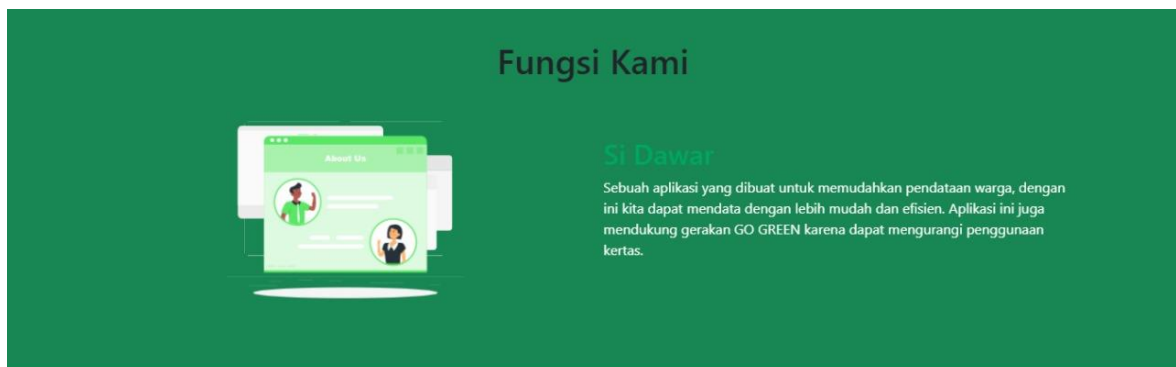 Fungsi Kami
About Us
Si Dawar
Sebuah aplikasi yang dibuat untuk memudahkan pendataan warga, dengan
ini kita dapat mendata dengan lebih mudah dan efisien. Aplikasi ini juga
mendukung gerakan GO GREEN karena dapat mengurangi penggunaan
kertas.